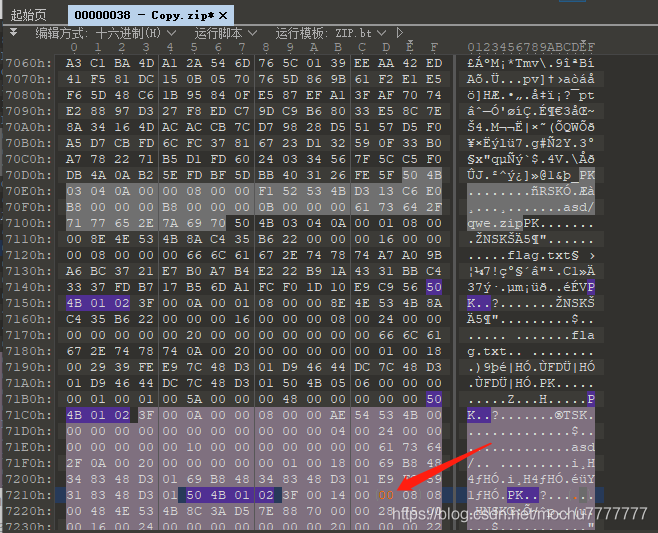 起始页 00000038 - Copy.zip* ×
编辑方式: 十六进制(H) 运行脚本 运行模板: ZIP.bt
0 1 2 3 4 5 6 7 8 9 A B C D E F 0123456789ABCDEF
7060h: A3 C1 BA 4D A1 2A 54 6D 76 5C 01 39 EE AA 42 ED £ÁºM¡*Tmv\.9îªBí
7070h: 41 F5 81 DC 15 0B 05 70 76 5D 86 9B 61 F2 E1 E5 Aõ.Ü...pv]†›aòáå
7080h: F6 5D 48 C6 1B 95 84 0F E5 87 EF A1 3F AF 70 74 ö]HÆ.•„.å‡ï¡?¯pt
7090h: E2 88 97 D3 27 F8 ED C7 9D C9 B6 80 33 E5 8C 7E âˆ—Ó'øíÇ.É¶€3åŒ~
70A0h: 8A 34 16 4D AC AC CB 7C D7 98 28 D5 51 57 D5 F0 Š4.M¬¬Ë|×˜(ÕQWÕð
70B0h: A5 D7 CB FD 6C FC 37 81 67 23 D1 32 59 0F 33 B0 ¥×Ëýlü7.g#Ñ2Y.3°
70C0h: A7 78 22 71 B5 D1 FD 60 24 03 34 56 7F 5C C5 F0 §x"qµÑý`$.4V.\Åð
70D0h: DB 4A 0A B2 5E FD BF 5D BB 40 31 26 FE 5F 50 4B ÛJ.²^ý¿]»@1&þ_PK
70E0h: 03 04 0A 00 00 08 00 00 F1 52 53 4B D3 13 C6 E0 ........ñRSKÓ.Æà
70F0h: B8 00 00 00 B8 00 00 00 0B 00 00 00 61 73 64 2F ¸...¸.......asd/
7100h: 71 77 65 2E 7A 69 70 50 4B 03 04 0A 00 01 08 00 qwe.zipPK.......
7110h: 00 8E 4E 53 4B 8A C4 35 B6 22 00 00 00 16 00 00 .ŽNSKŠÄ5¶"......
7120h: 00 08 00 00 00 66 6C 61 67 2E 74 78 74 A7 A0 9B .....flag.txt§ ›
7130h: A6 BC 37 21 E7 B0 A7 B4 E2 22 B9 1A 43 31 BB C4 ¦¼7!ç°§´â"¹.C1»Ä
7140h: 33 37 FD B7 17 B5 6D A1 FC CF 0D 10 E9 C9 56 50
7150h: 4B 01 02 3F 00 0A 00 01 00 08 00 8E 4E 53 4B 8A K..?.......ŽNSKŠ
7160h: C4 35 B6 22 00 00 00 16 00 00 00 08 00 24 00 00 Ä5¶".........$..
7170h: 00 00 00 00 00 20 00 00 00 00 00 00 00 66 6C 61 ..... .......fla
7180h: 67 2E 74 78 74 0A 00 20 00 00 00 00 00 01 00 18 g.txt.. ........
7190h: 00 29 39 FE E9 7C 48 D3 01 D9 46 44 DC 7C 48 D3 .)9þé|HÓ.ÙFDÜ|HÓ
71A0h: 01 D9 46 44 DC 7C 48 D3 01 50 4B 05 06 00 00 00 .ÙFDÜ|HÓ.PK.....
71B0h: 00 01 00 01 00 5A 00 00 00 48 00 00 00 00 00 50 .....Z...H.....P
71C0h: 4B 01 02 3F 00 0A 00 00 00 08 00 AE 54 53 4B 00 K..?.......®TSK.
71D0h: 00 00 00 00 00 00 00 00 00 00 00 04 00 24 00 00 .............$..
71E0h: 00 00 00 00 00 10 00 00 00 00 00 00 00 61 73 64 .............asd
71F0h: 2F 0A 00 20 00 00 00 00 00 01 00 18 00 69 B8 48 /.. .........i¸H
7200h: 34 83 48 D3 01 69 B8 48 34 83 48 D3 01
7210h: 31 83 48 D3 01 50 4B 01 02 3F 00 14 00 00 08 08 1ƒHÓ.PK..?......
7220h: 00 48 4E 53 4B 8C 3A D5 7E 88 70 00 00
7230h: 00 16 00 24 00 00 00 00 00 00 00 20 00 00 00 22
https://blog.csdn.net/mochu7777777